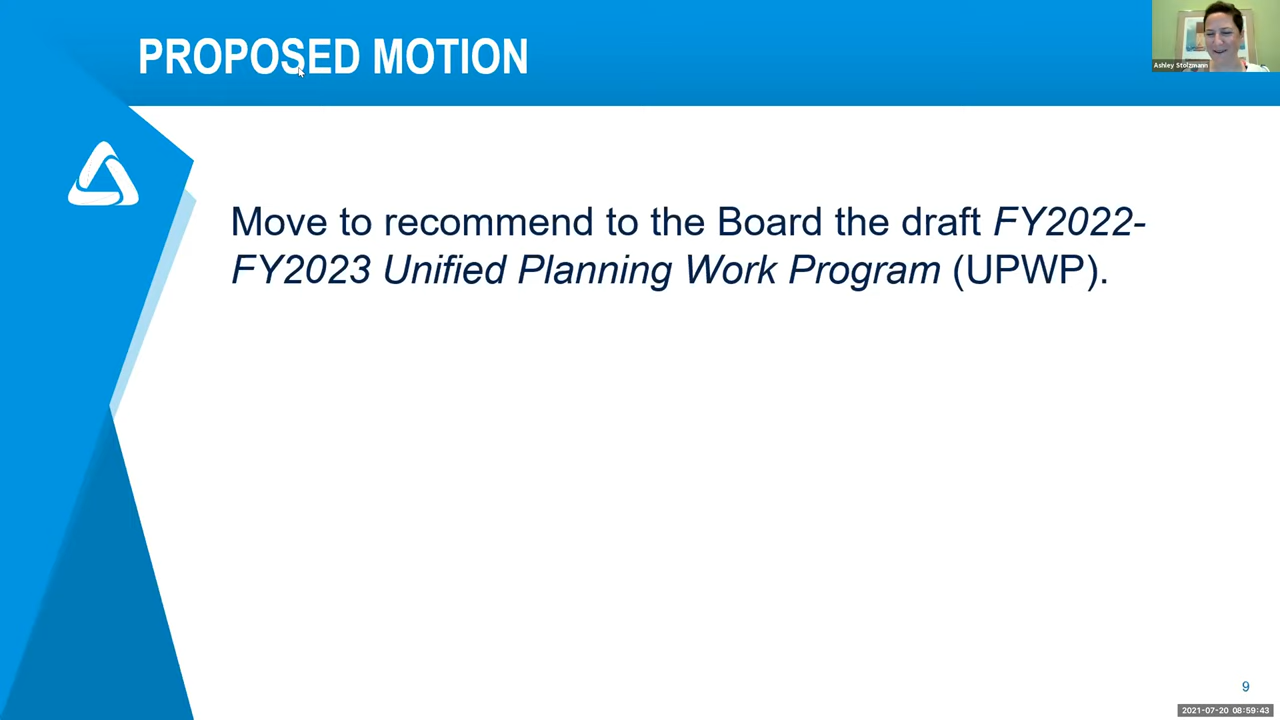 PROPOSED MOTION
Ashley Stolzmann
Move to recommend to the Board the draft FY2022-
FY2023 Unified Planning Work Program (UPWP).
9
2021-07-20 08:59:43